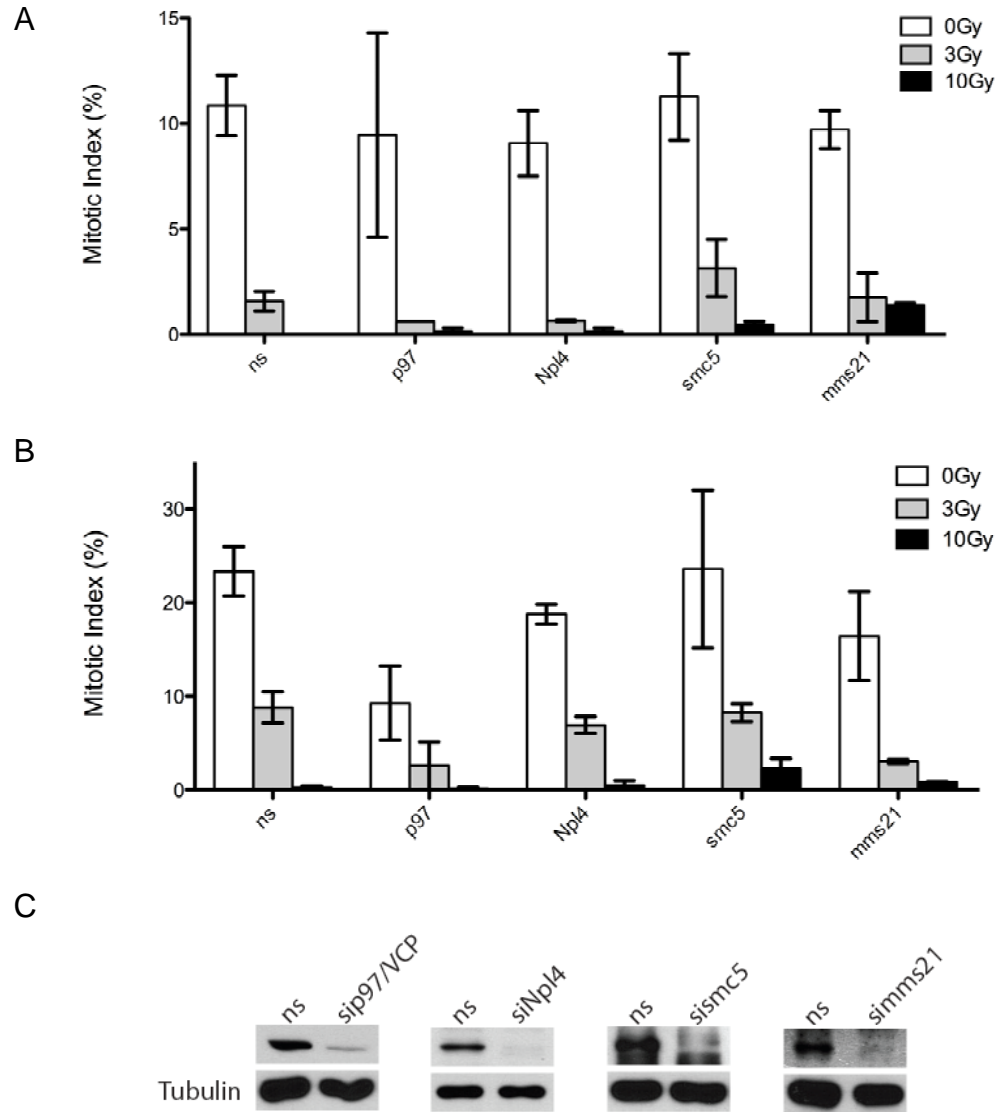 A
15
10
5
0
Mitotic Index (%)
0Gy
3Gy
10Gy
ns
p97
Npl4
smc5
mms21
B
30
20
10
0
Mitotic Index (%)
0Gy
3Gy
10Gy
ns
p97
Npl4
smc5
mms21
C
ns sip97/VCP ns siNpl4 ns sismc5 ns simms21
Tubulin